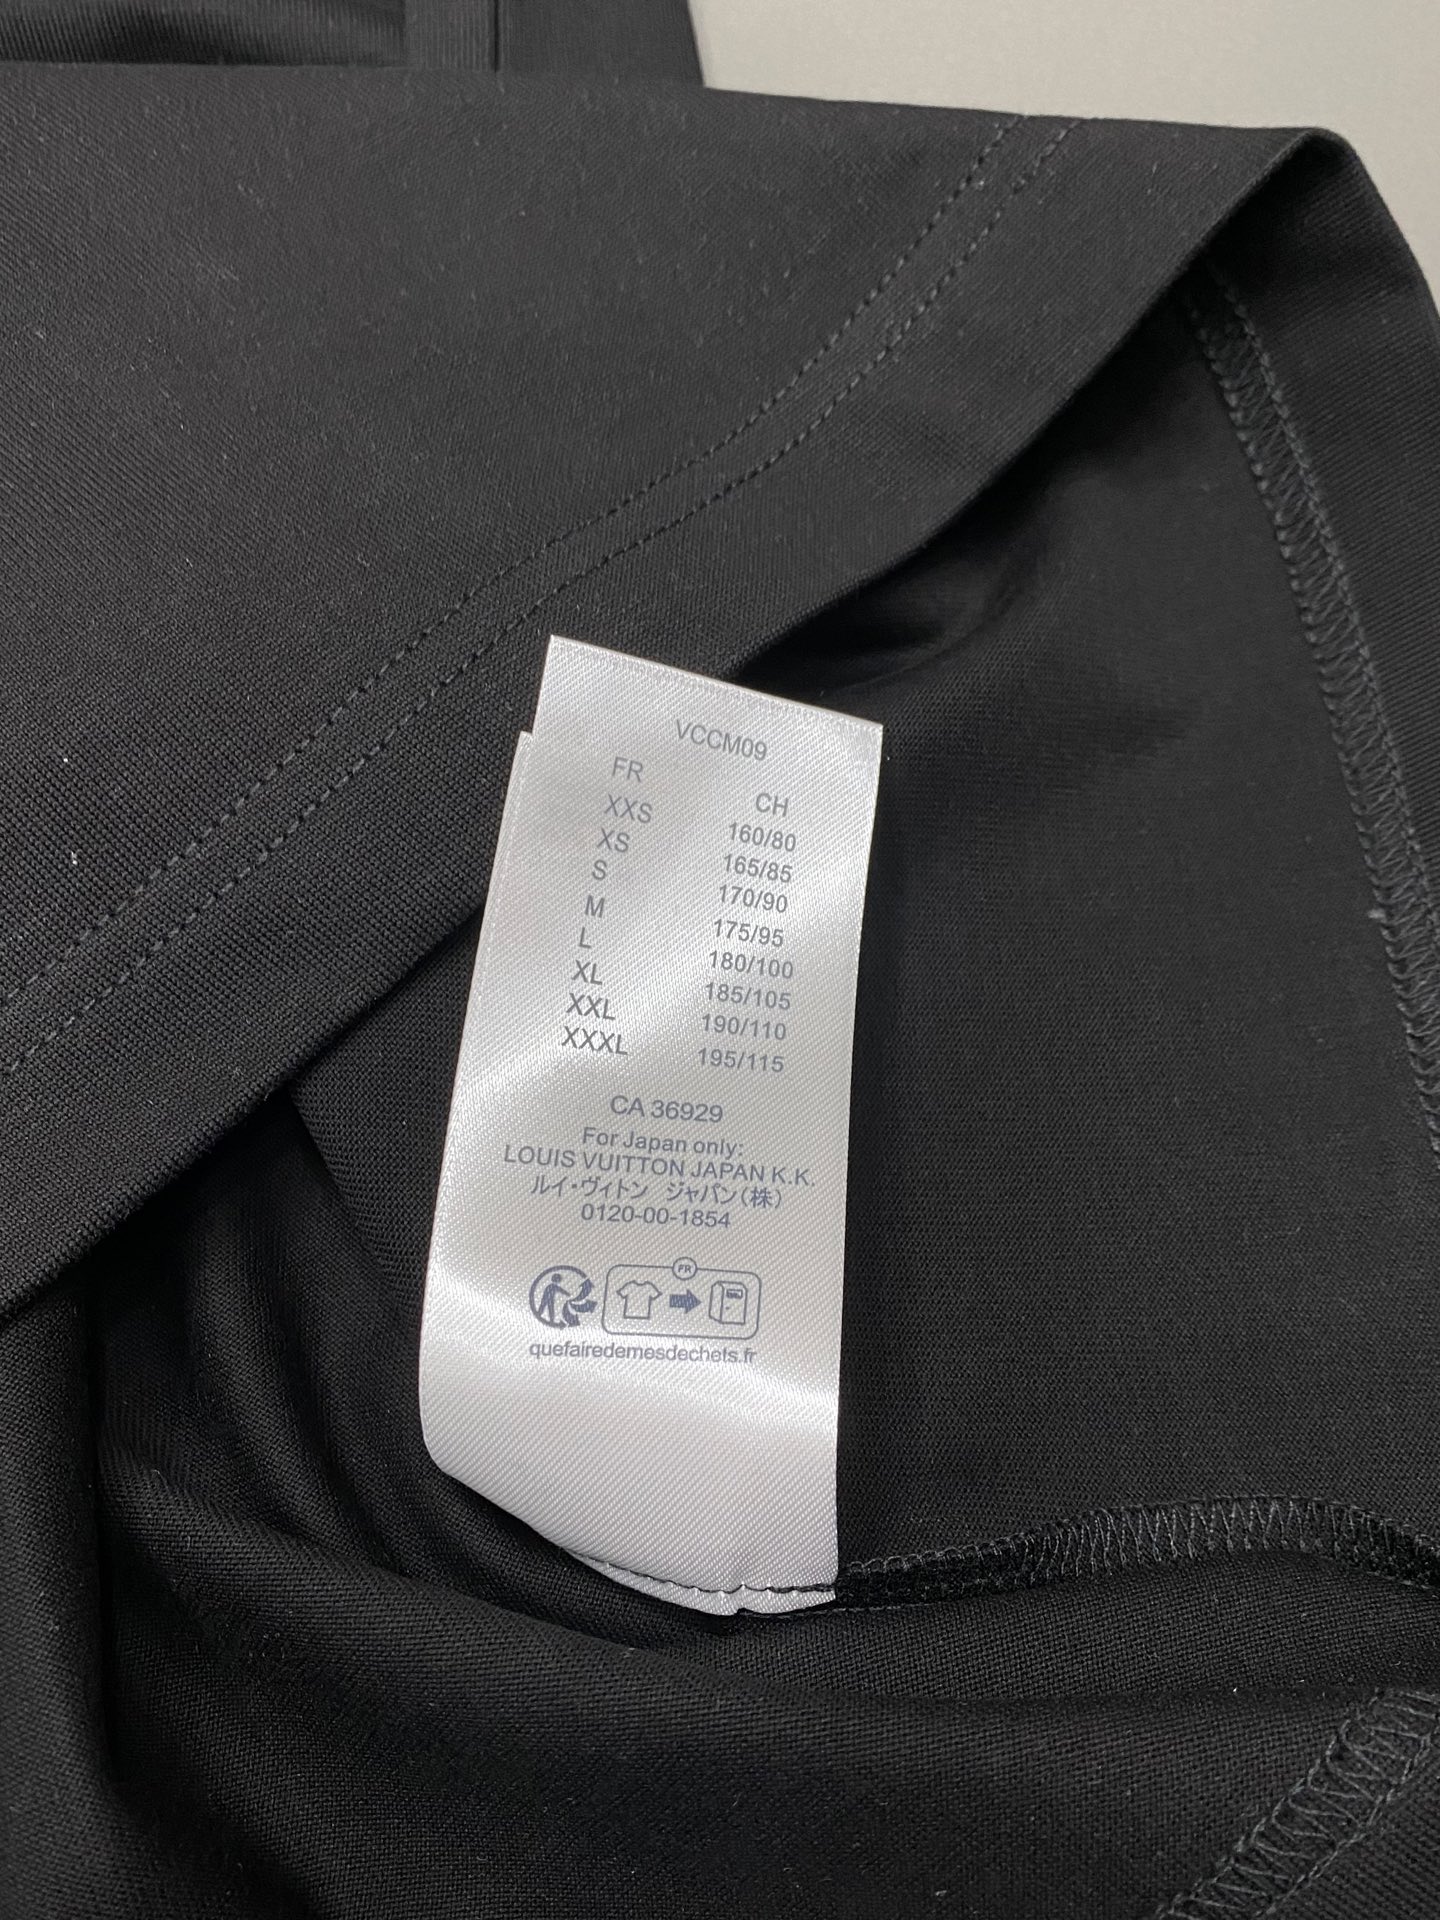 VCCM09
FR CH
XXS 160/80
XS 165/85
S 170/90
M 175/95
L 180/100
XL 185/105
XXL 190/110
XXXL 195/115
CA 36929
For Japan only:
LOUIS VUITTON JAPAN K.K.
ルイ・ヴィトン ジャパン(株)
0120-00-1854
FR
quefairedemesdechets.fr